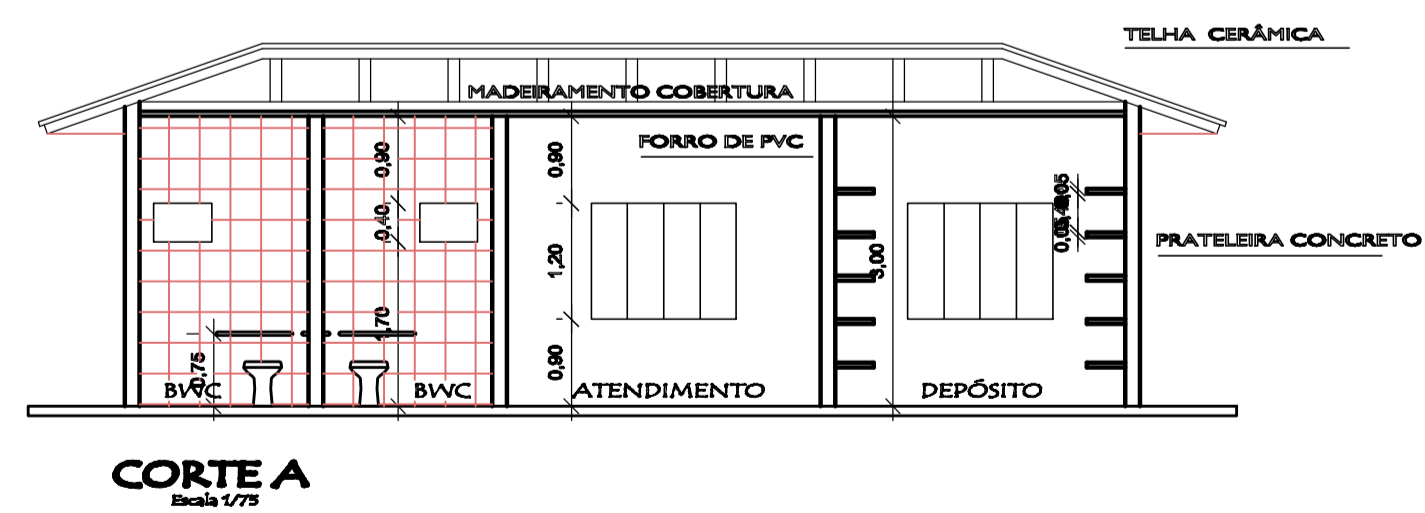 TELHA CERÂMICA
MADEIRAMENTO COBERTURA
FORRO DE PVC
0,90
0,90
0,40
1,20
3,00
PRATELEIRA CONCRETO
1,70
0,75
0,90
BWC
BWC
ATENDIMENTO
DEPÓSITO
CORTE A
Escala 1/75